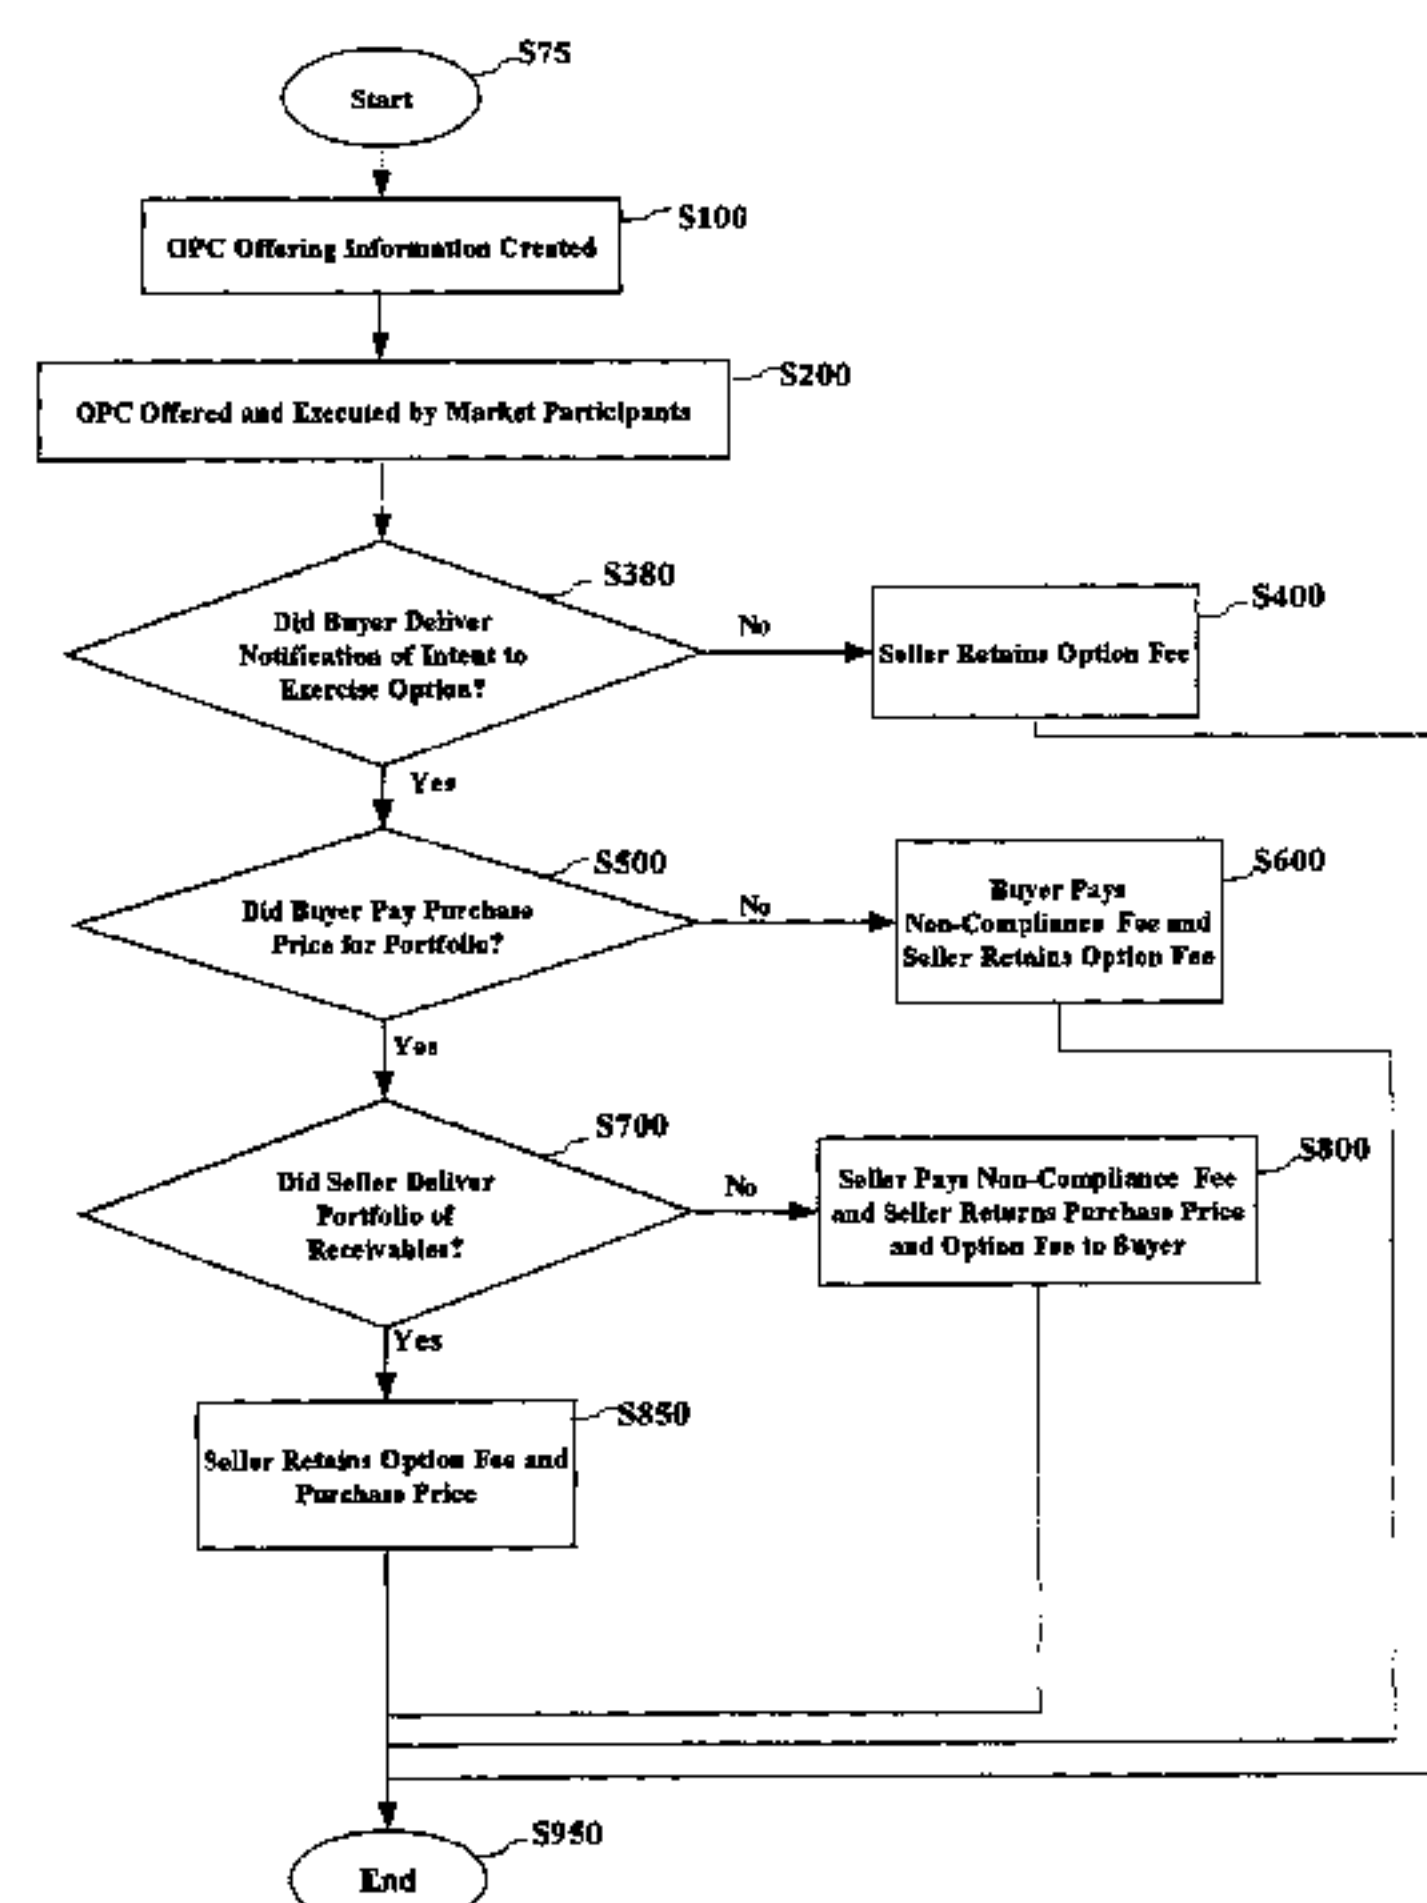 S75
Start
S100
OPC Offering Information Created
S200
OPC Offered and Executed by Market Participants
S380
Did Buyer Deliver
Notification of Intent to
Exercise Option?
No
S400
Seller Retains Option Fee
Yes
S500
Did Buyer Pay Purchase
Price for Portfolio?
No
S600
Buyer Pays
Non-Compliance Fee and
Seller Retains Option Fee
Yes
S700
Did Seller Deliver
Portfolio of
Receivables?
No
S800
Seller Pays Non-Compliance Fee
and Seller Returns Purchase Price
and Option Fee to Buyer
Yes
S850
Seller Retains Option Fee and
Purchase Price
S950
End